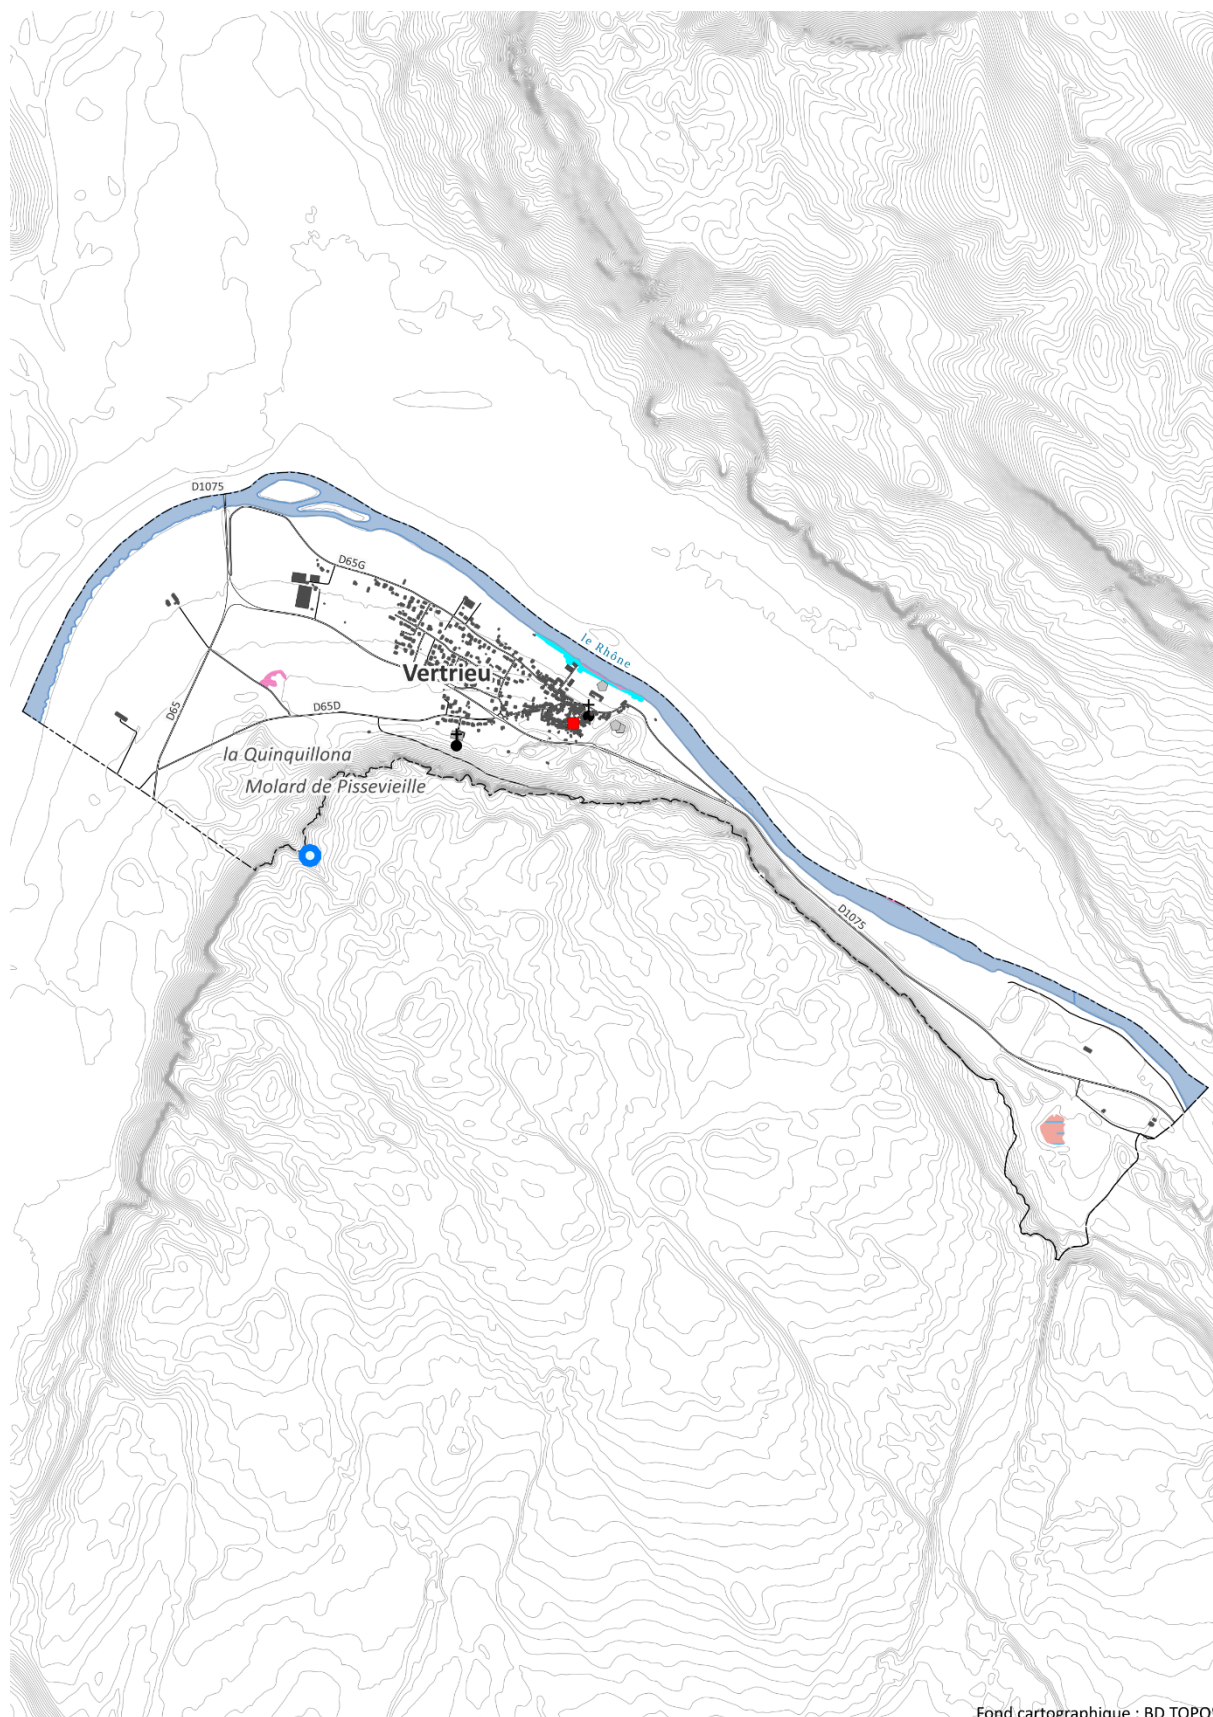 D1075
D65G
le Rhône
Vertrieu
D65
D65D
la Quinquillona
Molard de Pissevieille
D1075
Fond cartographique : BD TOPO